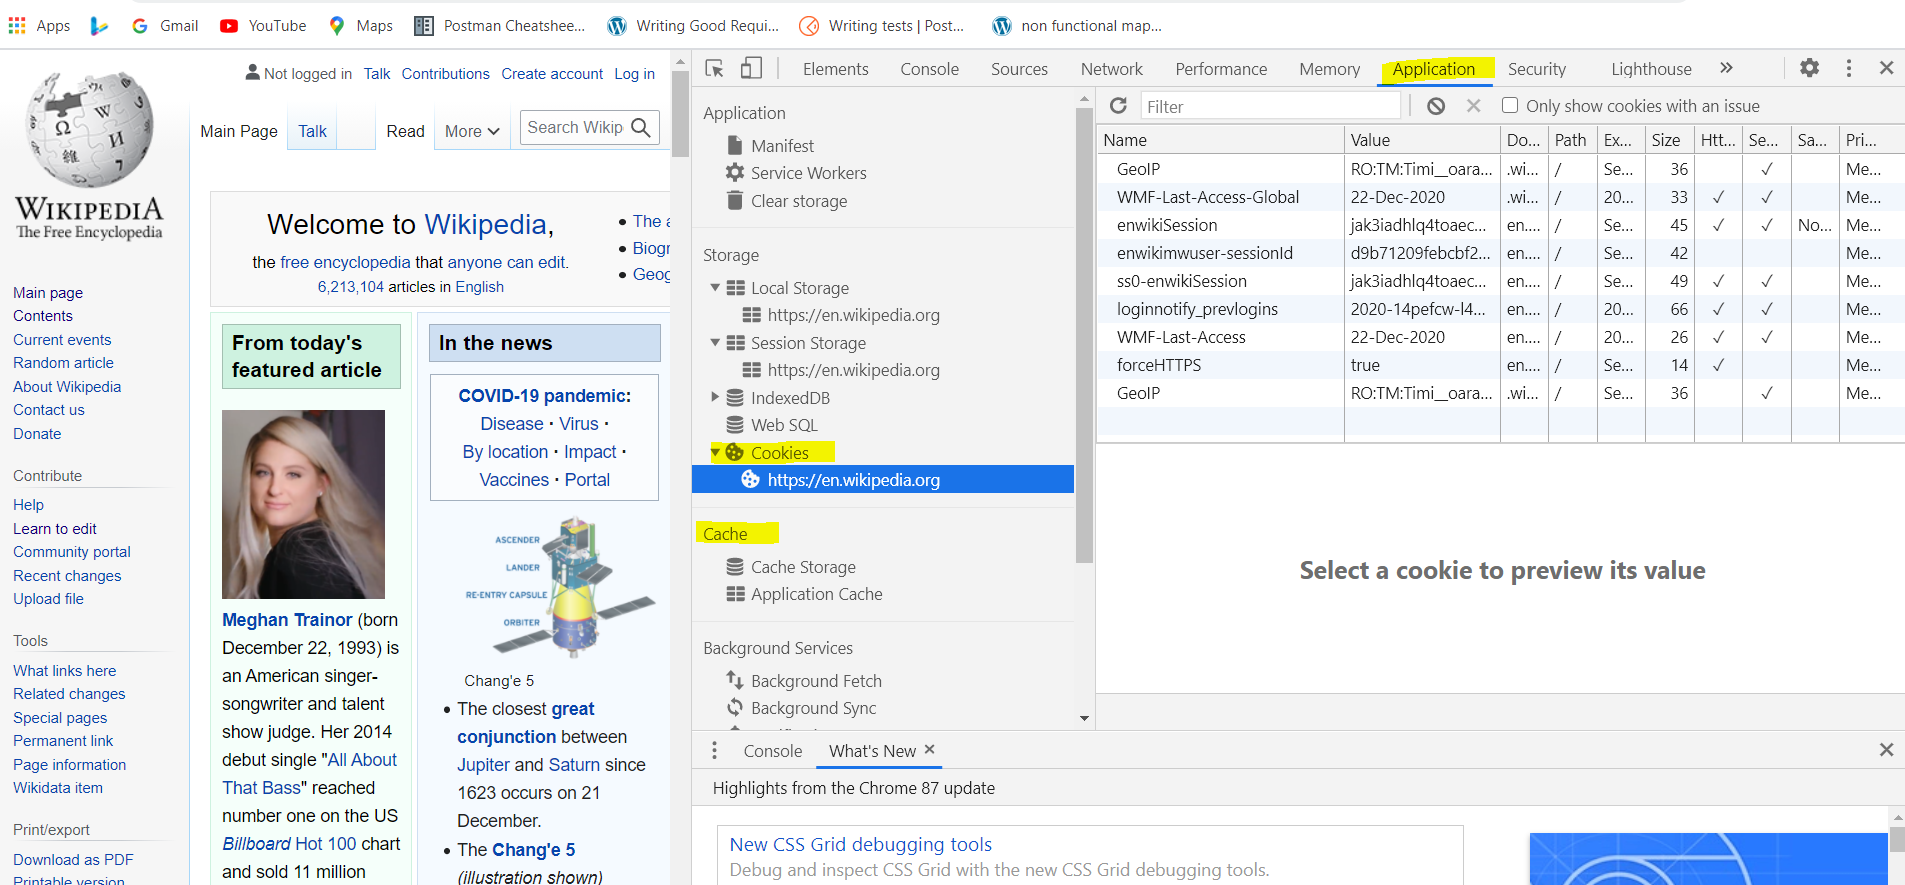 Apps Gmail YouTube Maps Postman Cheatshee... Writing Good Requi... Writing tests | Post... non functional map...
WIKIPEDIA
The Free Encyclopedia
Not logged in Talk Contributions Create account Log in
Main Page Talk Read More Search Wikip
Main page
Contents
Current events
Random article
About Wikipedia
Contact us
Donate
Contribute
Help
Learn to edit
Community portal
Recent changes
Upload file
Tools
What links here
Related changes
Special pages
Permanent link
Page information
Wikidata item
Print/export
Download as PDF
Printable version
Welcome to Wikipedia,
the free encyclopedia that anyone can edit.
6,213,104 articles in English
• The a
• Biogr
• Geog
From today's
featured article
Meghan Trainor (born
December 22, 1993) is
an American singer-
songwriter and talent
show judge. Her 2014
debut single "All About
That Bass" reached
number one on the US
Billboard Hot 100 chart
and sold 11 million
In the news
COVID-19 pandemic:
Disease · Virus ·
By location · Impact ·
Vaccines · Portal
ASCENDER
LANDER
RE-ENTRY CAPSULE
ORBITER
Chang'e 5
• The closest great
conjunction between
Jupiter and Saturn since
1623 occurs on 21
December.
• The Chang'e 5
(illustration shown)
Elements Console Sources Network Performance Memory Application Security Lighthouse »
Application
Manifest
Service Workers
Clear storage
Storage
Local Storage
https://en.wikipedia.org
Session Storage
https://en.wikipedia.org
IndexedDB
Web SQL
Cookies
https://en.wikipedia.org
Cache
Cache Storage
Application Cache
Background Services
Background Fetch
Background Sync
Filter Only show cookies with an issue
Name Value Do... Path Ex... Size Htt... Se... Sa... Pri...
GeoIP RO:TM:Timi__oara... .wi... / Se... 36 ✓ Me...
WMF-Last-Access-Global 22-Dec-2020 .wi... / 20... 33 ✓ ✓ Me...
enwikiSession jak3iadhlq4toaec... en.... / Se... 45 ✓ ✓ No... Me...
enwikimwuser-sessionId d9b71209febcbf2... en.... / Se... 42 Me...
ss0-enwikiSession jak3iadhlq4toaec... en.... / Se... 49 ✓ ✓ Me...
loginnotify_prevlogins 2020-14pefcw-l4... en.... / 20... 66 ✓ ✓ Me...
WMF-Last-Access 22-Dec-2020 en.... / 20... 26 ✓ ✓ Me...
forceHTTPS true en.... / Se... 14 ✓ Me...
GeoIP RO:TM:Timi__oara... .wi... / Se... 36 ✓ Me...
Select a cookie to preview its value
Console What's New ×
Highlights from the Chrome 87 update
New CSS Grid debugging tools
Debug and inspect CSS Grid with the new CSS Grid debugging tools.